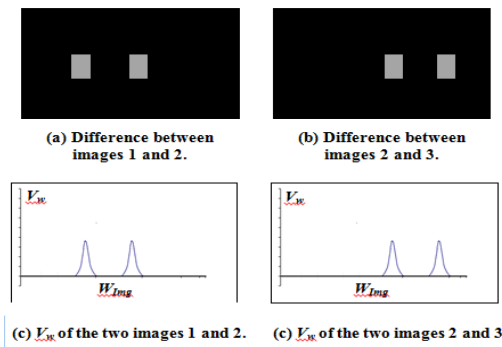 (a) Difference between
images 1 and 2.
(b) Difference between
images 2 and 3.
Vw
WImg
Vw
WImg
(c) Vw of the two images 1 and 2.
(c) Vw of the two images 2 and 3